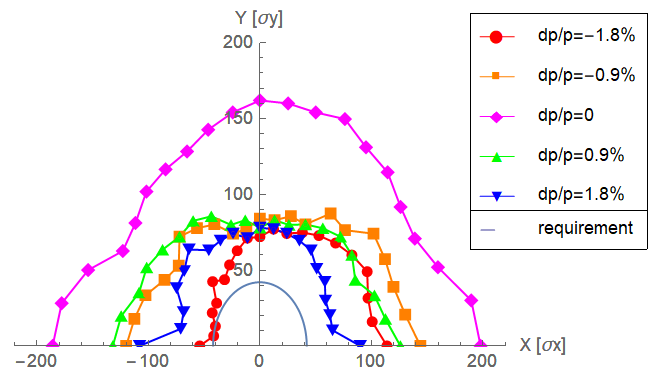 Y [σy]
200
150
100
50
−200
−100
0
100
200
X [σx]
dp/p=−1.8%
dp/p=−0.9%
dp/p=0
dp/p=0.9%
dp/p=1.8%
requirement